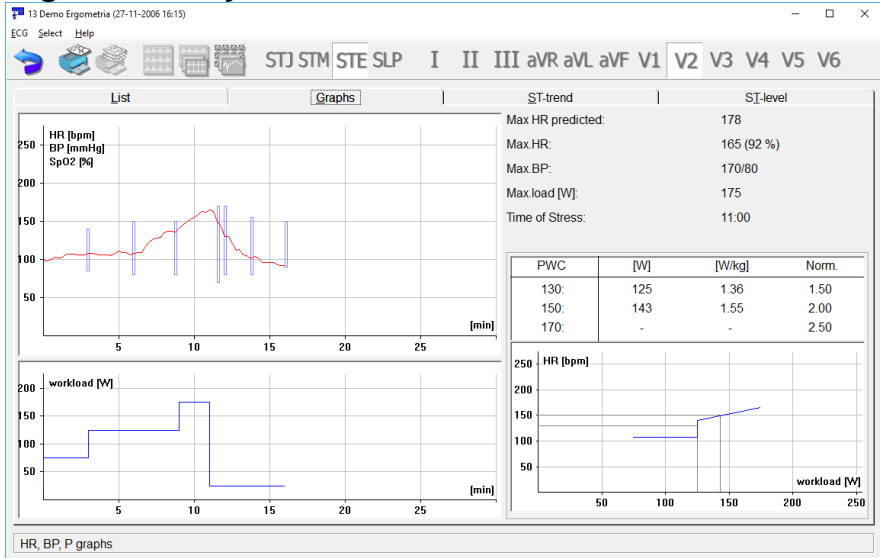 13 Demo Ergometria (27-11-2006 16:15)
ECG Select Help
STJ STM STE SLP I II III aVR aVL aVF V1 V2 V3 V4 V5 V6
List Graphs ST-trend ST-level
HR [bpm]
BP [mmHg]
SpO2 [%]
250
200
150
100
50
[min]
5 10 15 20 25
workload [W]
200
150
100
50
[min]
5 10 15 20 25
Max HR predicted: 178
Max.HR: 165 (92 %)
Max.BP: 170/80
Max.load [W]: 175
Time of Stress: 11:00
PWC [W] [W/kg] Norm.
130: 125 1.36 1.50
150: 143 1.55 2.00
170: - - 2.50
HR [bpm]
250
200
150
100
50
workload [W]
50 100 150 200 250
HR, BP, P graphs